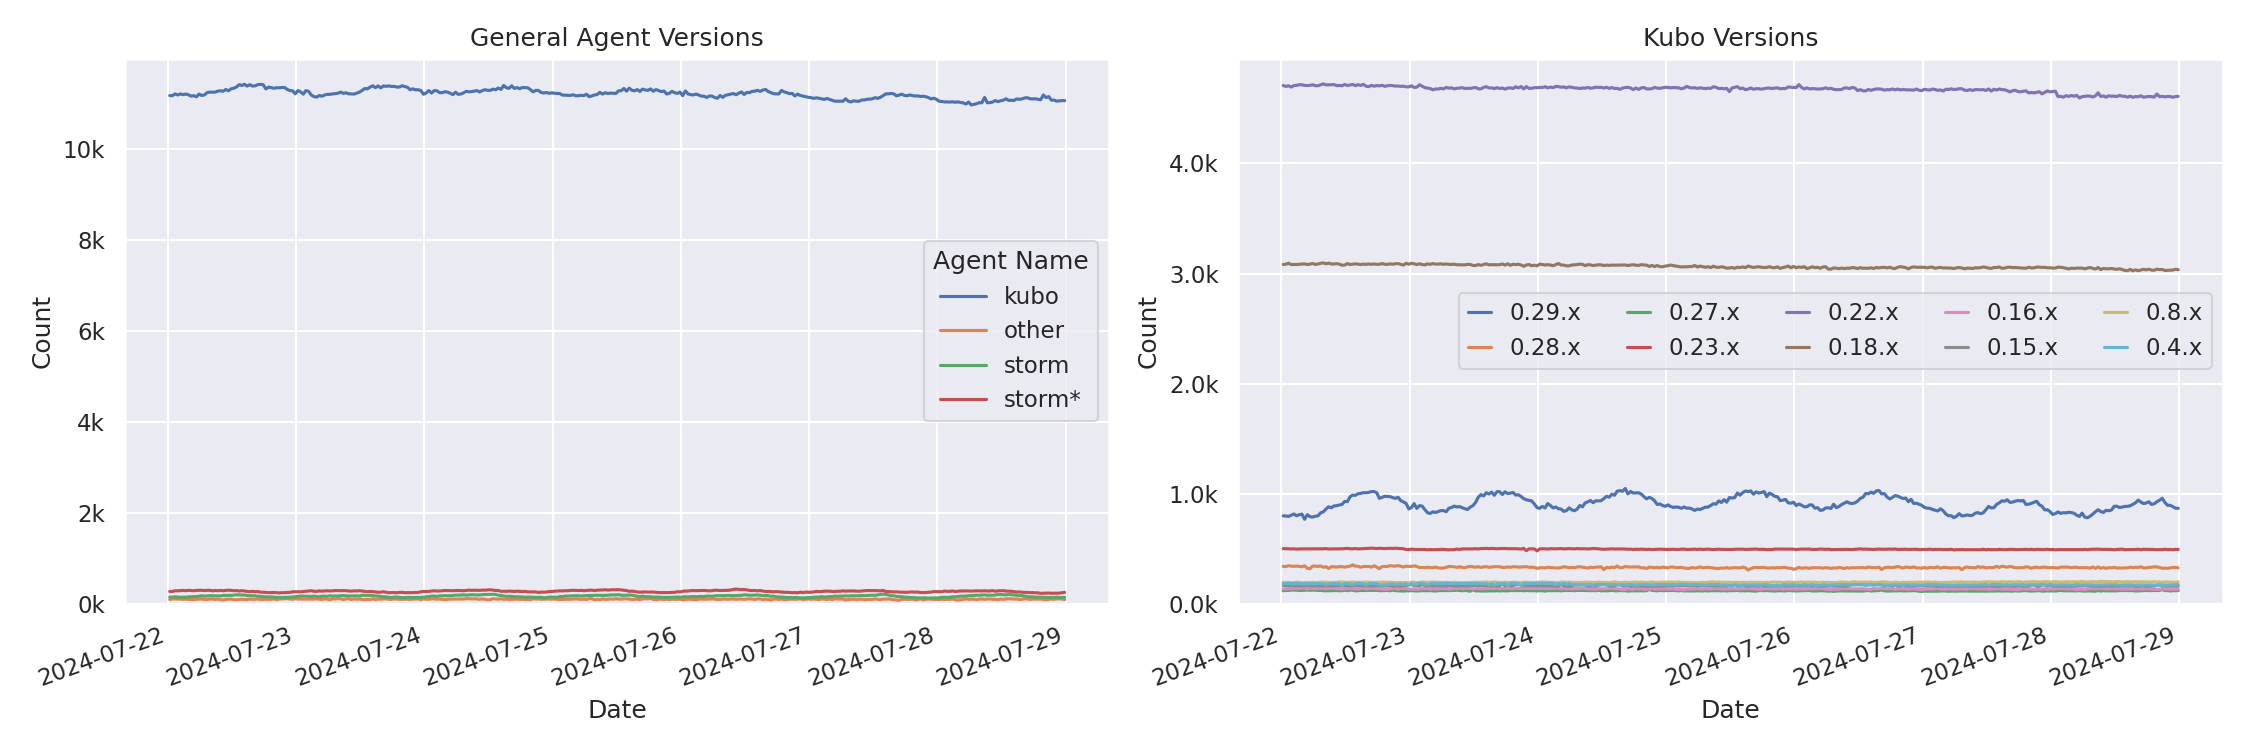 General Agent Versions
Count
10k
8k
6k
4k
2k
0k
Agent Name
kubo
other
storm
storm*
2024-07-22
2024-07-23
2024-07-24
2024-07-25
2024-07-26
2024-07-27
2024-07-28
2024-07-29
Date
Kubo Versions
Count
4.0k
3.0k
2.0k
1.0k
0.0k
0.29.x 0.27.x 0.22.x 0.16.x 0.8.x
0.28.x 0.23.x 0.18.x 0.15.x 0.4.x
2024-07-22
2024-07-23
2024-07-24
2024-07-25
2024-07-26
2024-07-27
2024-07-28
2024-07-29
Date